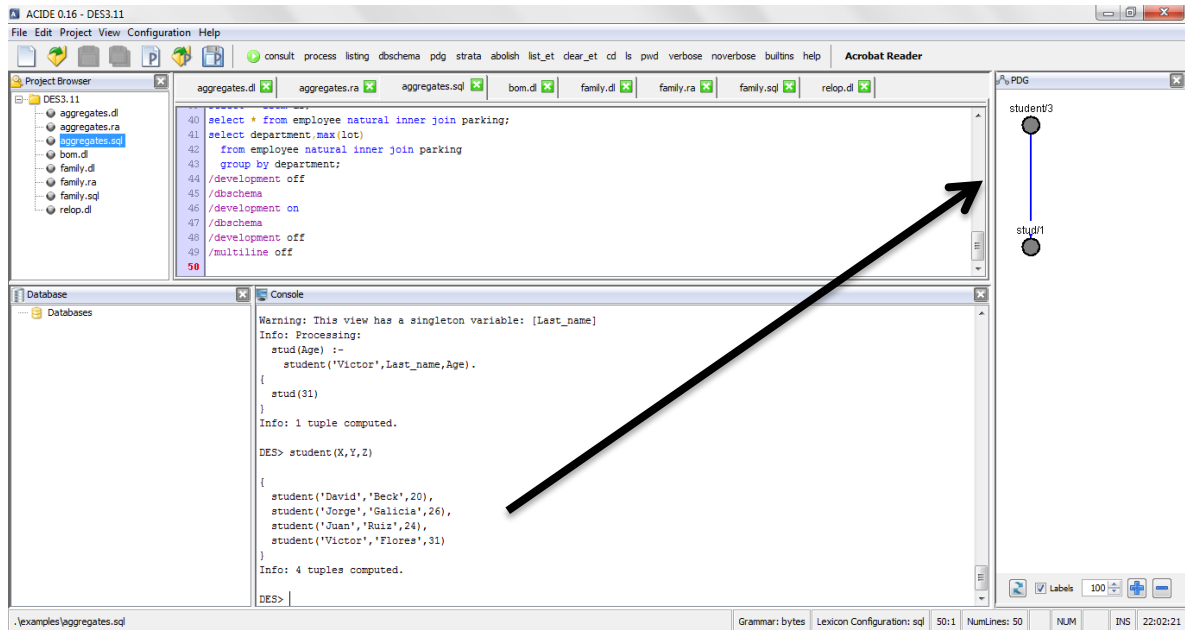 ACIDE 0.16 - DES3.11
File Edit Project View Configuration Help
consult process listing dbschema pdg strata abolish list_et clear_et cd ls pwd verbose noverbose builtins help Acrobat Reader
Project Browser
DES3.11
aggregates.dl
aggregates.ra
aggregates.sql
bom.dl
family.dl
family.ra
family.sql
relop.dl
aggregates.dl aggregates.ra aggregates.sql bom.dl family.dl family.ra family.sql relop.dl
40 select * from employee natural inner join parking;
41 select department,max(lot)
42 from employee natural inner join parking
43 group by department;
44 /development off
45 /dbschema
46 /development on
47 /dbschema
48 /development off
49 /multiline off
50
PDG
student/3
stud/1
Labels 100
Database
Databases
Console
Warning: This view has a singleton variable: [Last_name]
Info: Processing:
stud(Age) :-
student('Victor',Last_name,Age).
{
stud(31)
}
Info: 1 tuple computed.
DES> student(X,Y,Z)
{
student('David','Beck',20),
student('Jorge','Galicia',26),
student('Juan','Ruiz',24),
student('Victor','Flores',31)
}
Info: 4 tuples computed.
DES>
.\examples\aggregates.sql
Grammar: bytes Lexicon Configuration: sql 50:1 NumLines: 50 NUM INS 22:02:21